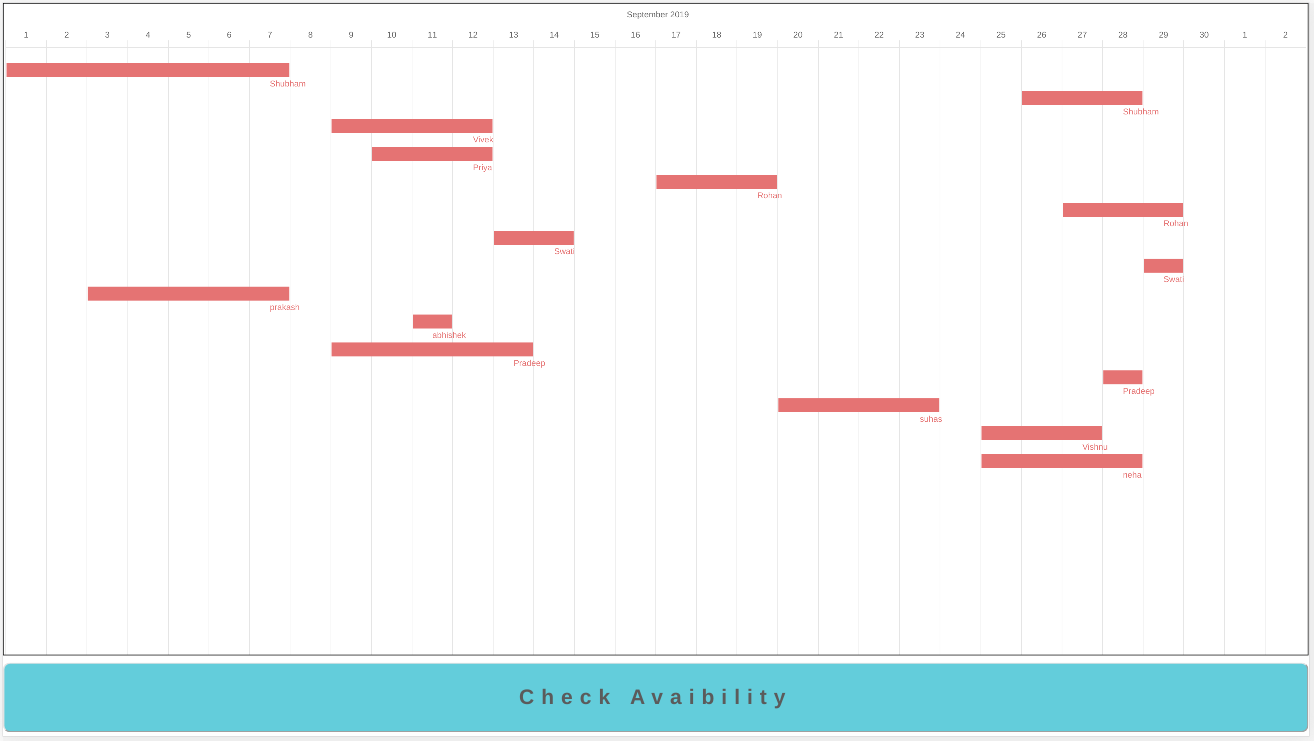 September 2019
1 2 3 4 5 6 7 8 9 10 11 12 13 14 15 16 17 18 19 20 21 22 23 24 25 26 27 28 29 30 1 2
Shubham
Shubham
Vivek
Priya
Rohan
Rohan
Swati
Swati
prakash
abhishek
Pradeep
Pradeep
suhas
Vishnu
neha
Check Avaibility